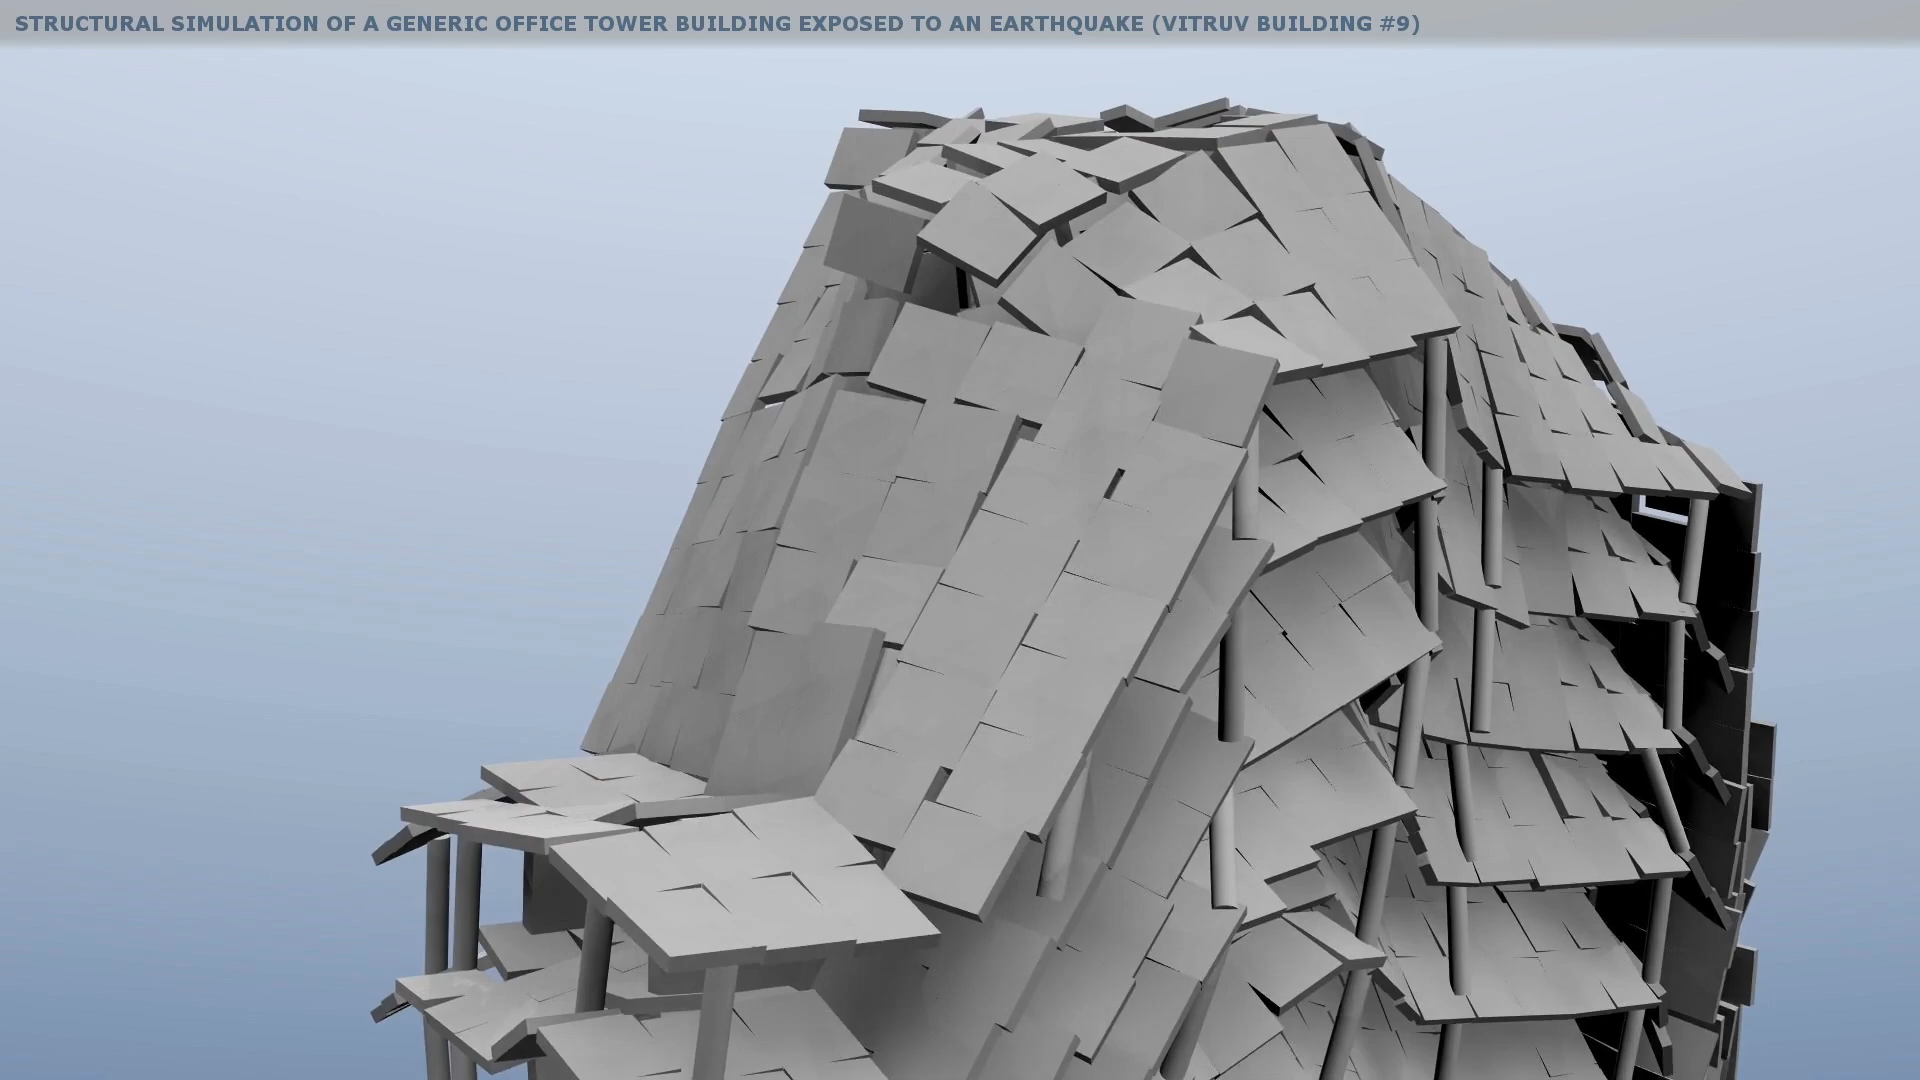 STRUCTURAL SIMULATION OF A GENERIC OFFICE TOWER BUILDING EXPOSED TO AN EARTHQUAKE (VITRUV BUILDING #9)